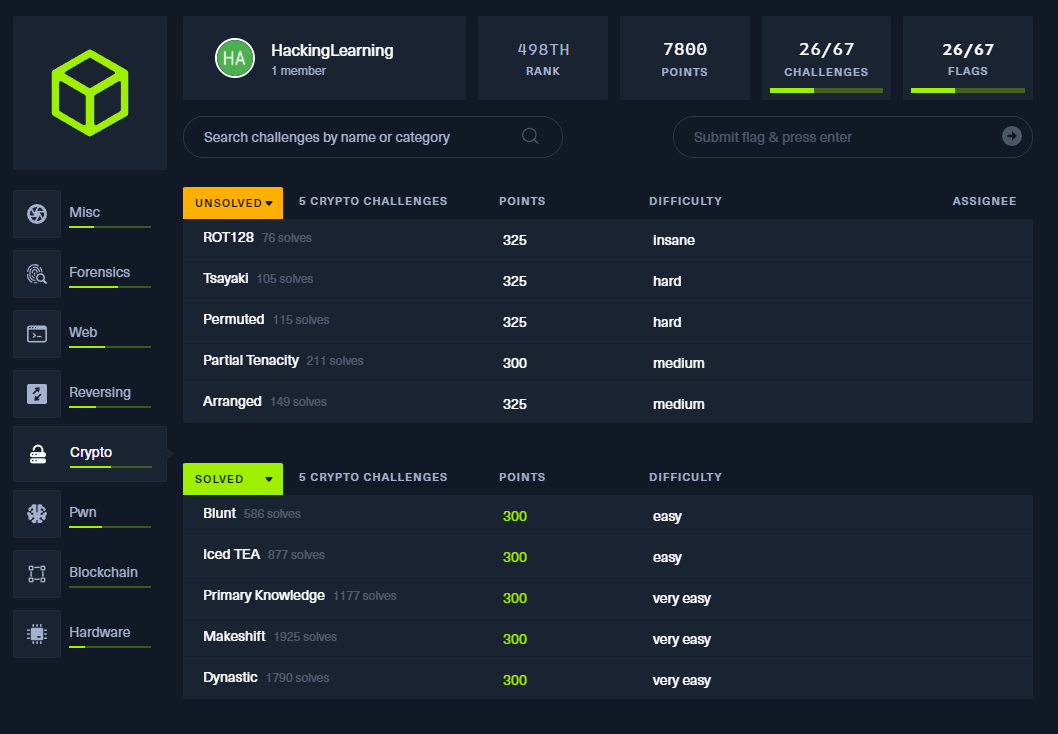 HA HackingLearning
1 member
498TH
RANK
7800
POINTS
26/67
CHALLENGES
26/67
FLAGS
Search challenges by name or category
Submit flag & press enter
Misc
Forensics
Web
Reversing
Crypto
Pwn
Blockchain
Hardware
UNSOLVED 5 CRYPTO CHALLENGES POINTS DIFFICULTY ASSIGNEE
ROT128 76 solves 325 insane
Tsayaki 105 solves 325 hard
Permuted 115 solves 325 hard
Partial Tenacity 211 solves 300 medium
Arranged 149 solves 325 medium
SOLVED 5 CRYPTO CHALLENGES POINTS DIFFICULTY
Blunt 586 solves 300 easy
Iced TEA 877 solves 300 easy
Primary Knowledge 1177 solves 300 very easy
Makeshift 1925 solves 300 very easy
Dynastic 1790 solves 300 very easy